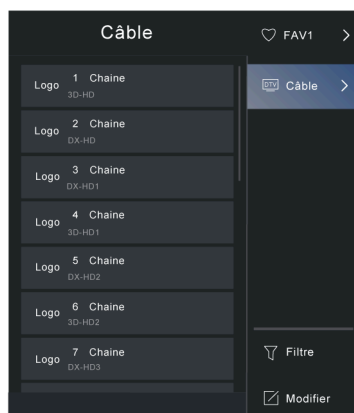 Câble
Logo 1 Chaine
3D-HD
Logo 2 Chaine
DX-HD
Logo 3 Chaine
DX-HD1
Logo 4 Chaine
3D-HD1
Logo 5 Chaine
DX-HD2
Logo 6 Chaine
3D-HD2
Logo 7 Chaine
DX-HD3
FAV1
DTV Câble
Filtre
Modifier